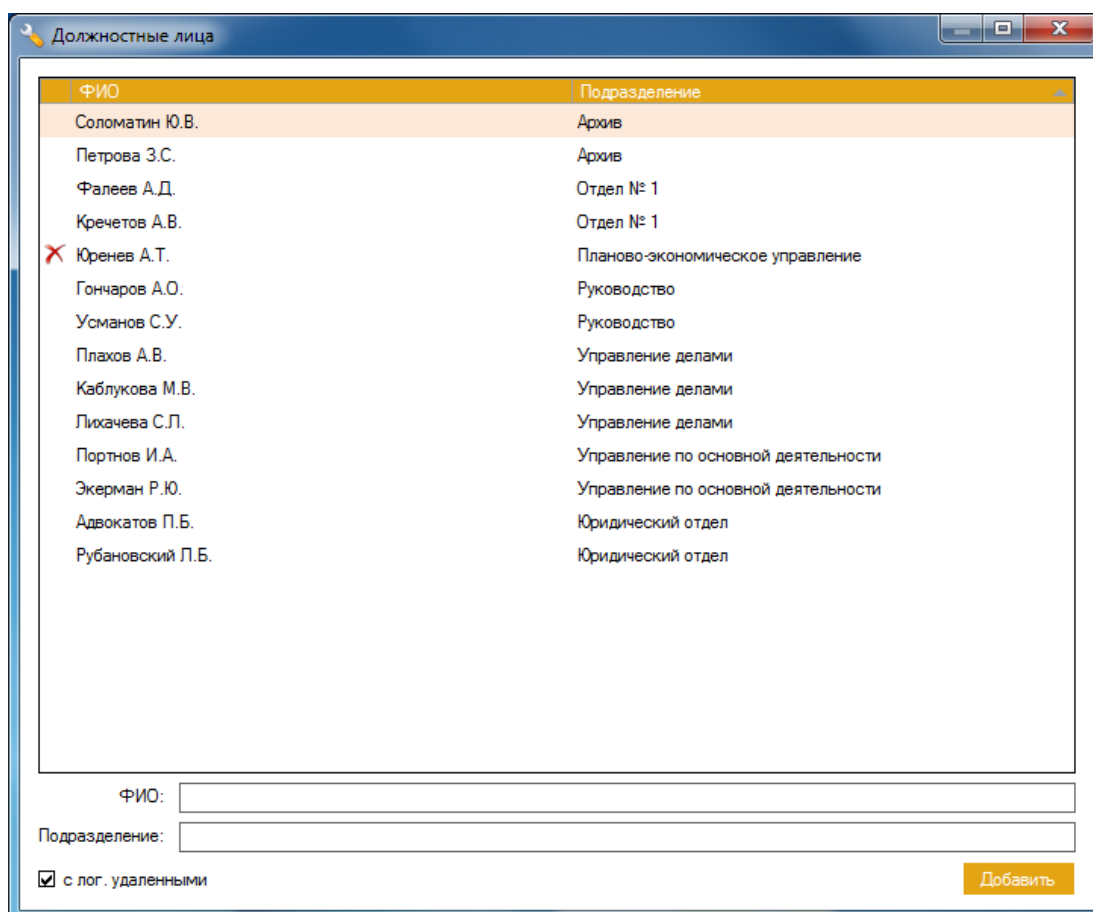 Должностные лица
ФИО Подразделение
Соломатин Ю.В. Архив
Петрова З.С. Архив
Фалеев А.Д. Отдел № 1
Кречетов А.В. Отдел № 1
Юренев А.Т. Планово-экономическое управление
Гончаров А.О. Руководство
Усманов С.У. Руководство
Плахов А.В. Управление делами
Каблукова М.В. Управление делами
Лихачева С.Л. Управление делами
Портнов И.А. Управление по основной деятельности
Экерман Р.Ю. Управление по основной деятельности
Адвокатов П.Б. Юридический отдел
Рубановский Л.Б. Юридический отдел
ФИО:
Подразделение:
с лог. удаленными Добавить